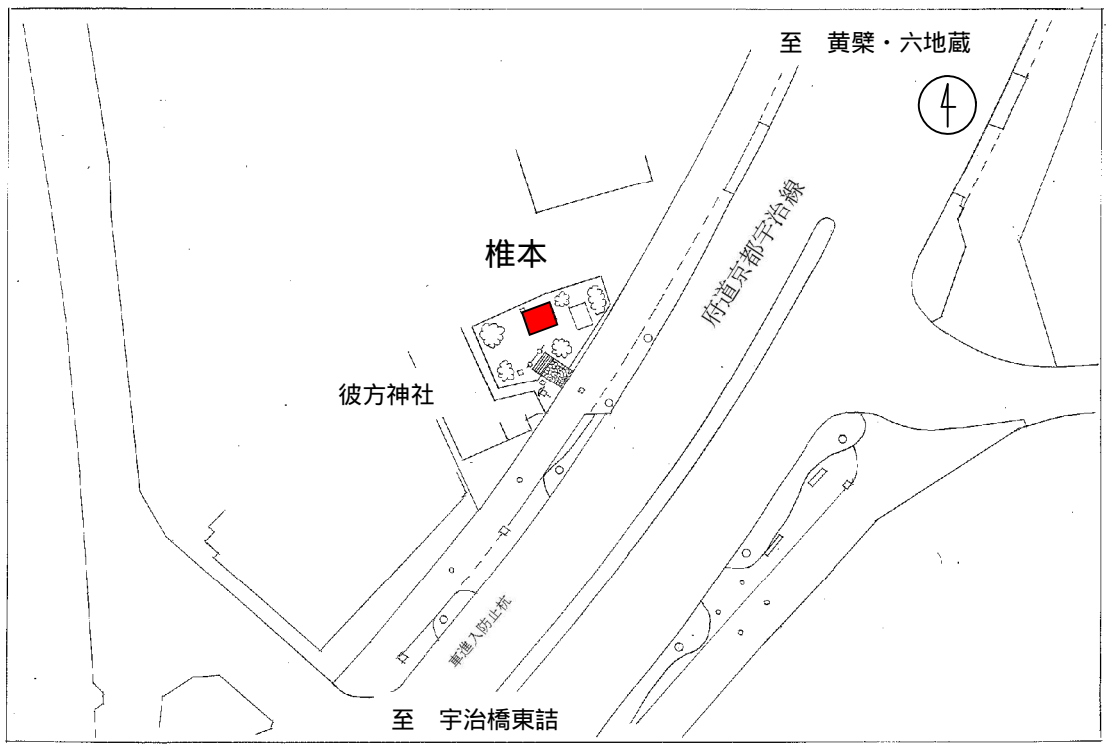 至　黄檗・六地蔵
府道京都宇治線
椎本
彼方神社
車進入防止杭
至　宇治橋東詰